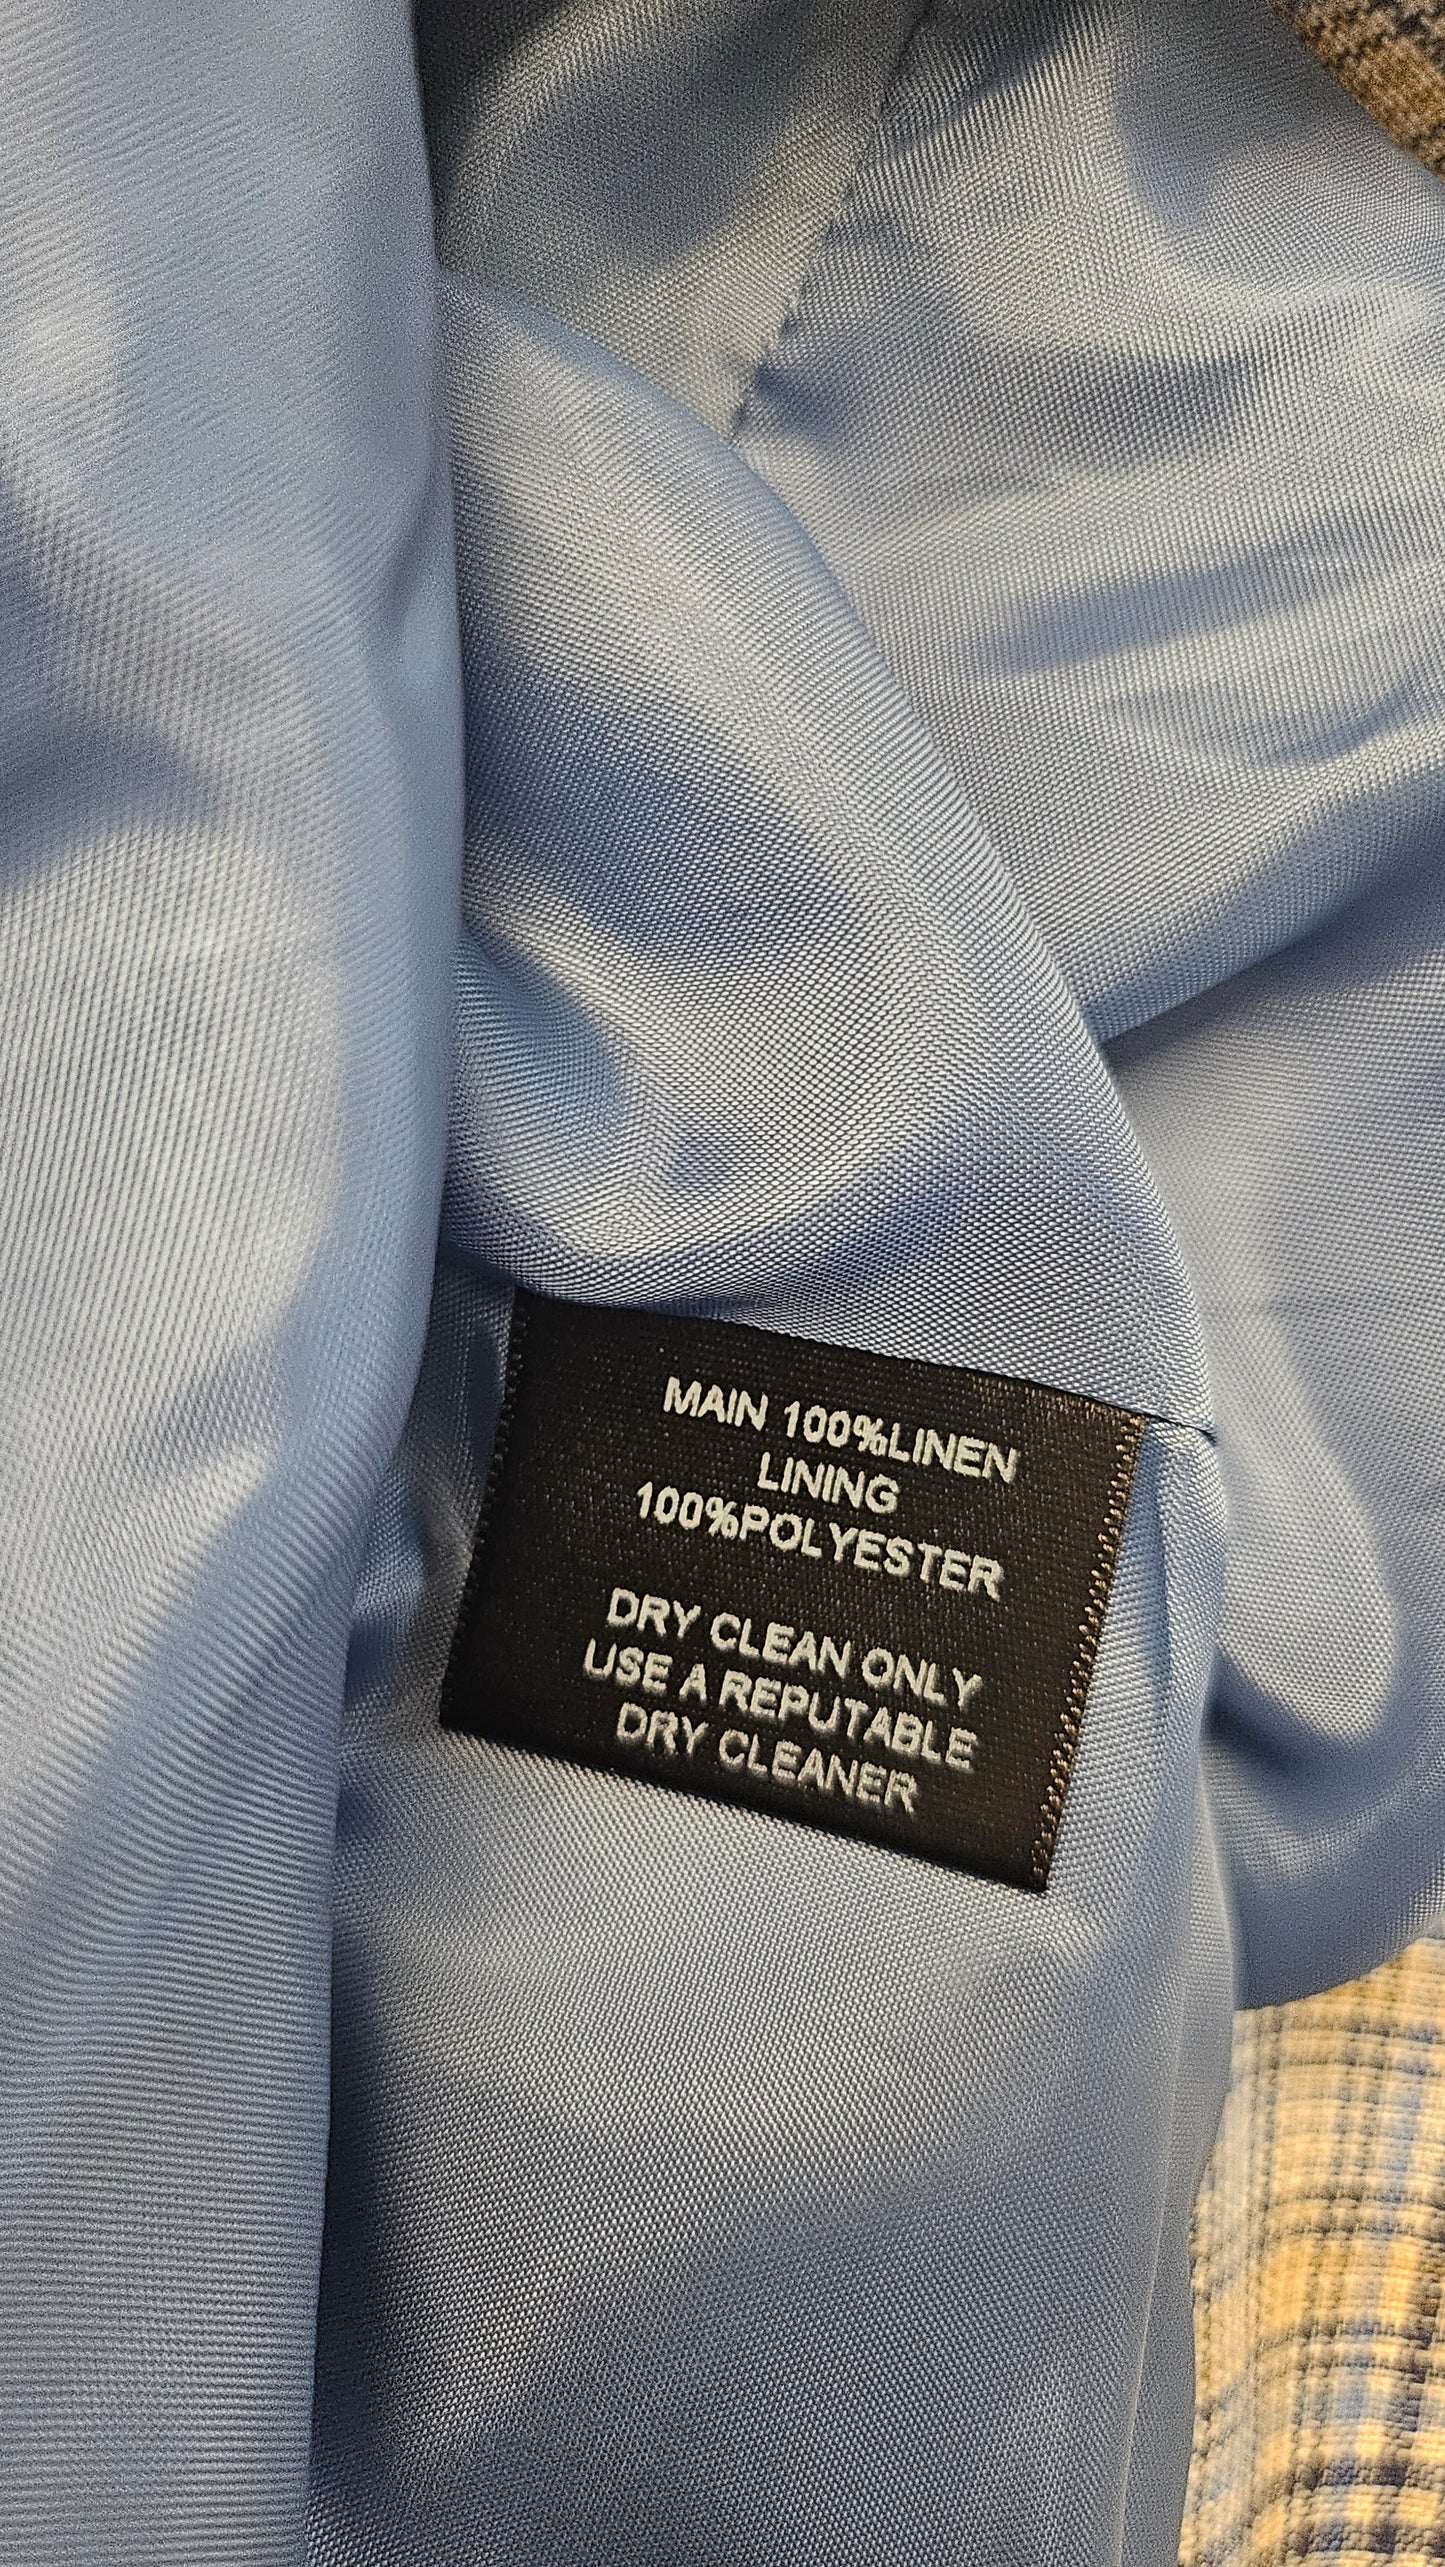 MAIN 100%LINEN
LINING
100%POLYESTER
DRY CLEAN ONLY
USE A REPUTABLE
DRY CLEANER